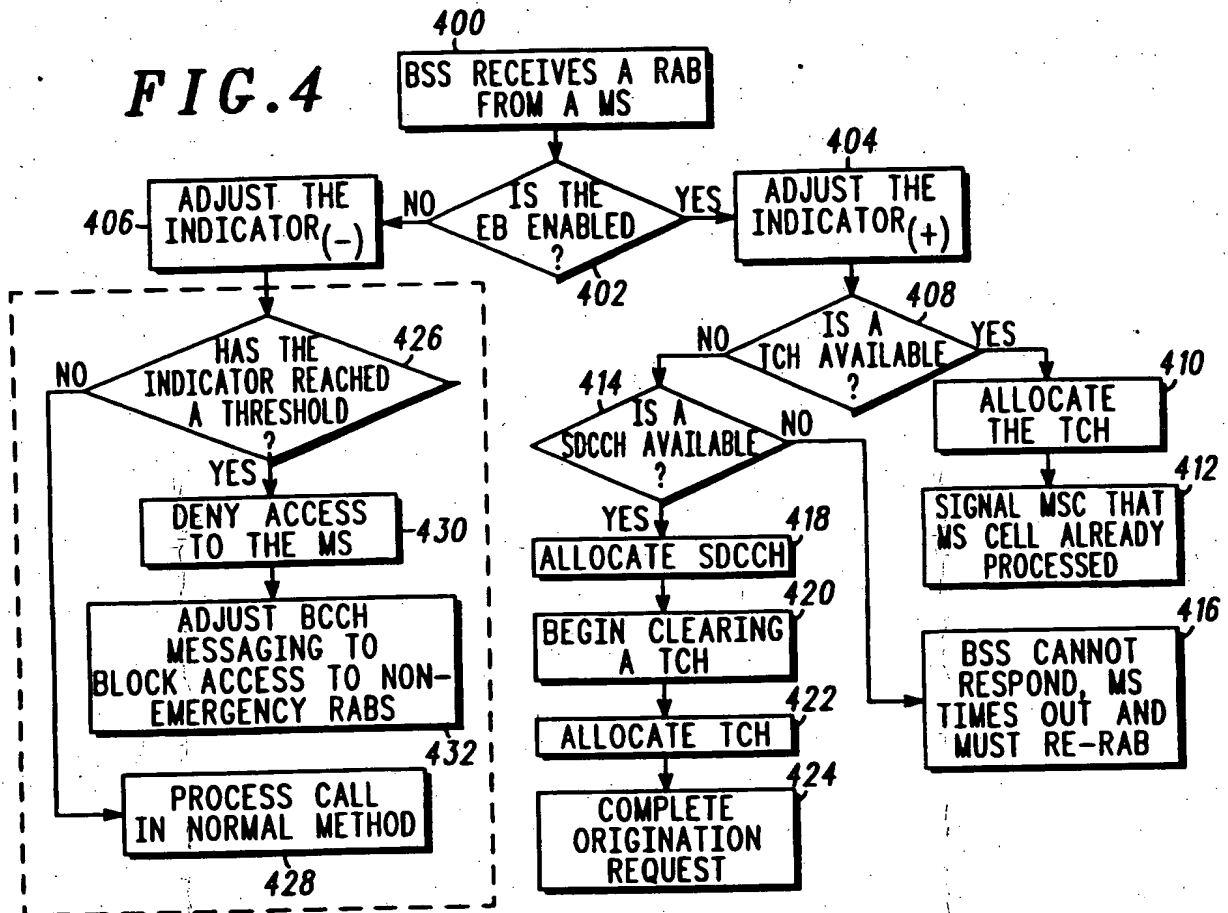 FIG.4
400
BSS RECEIVES A RAB
FROM A MS
404
406
ADJUST THE
INDICATOR(-)
NO
IS THE
EB ENABLED
?
YES
402
ADJUST THE
INDICATOR(+)
408
IS A
TCH AVAILABLE
?
NO
YES
410
ALLOCATE
THE TCH
412
SIGNAL MSC THAT
MS CELL ALREADY
PROCESSED
414
IS A
SDCCH AVAILABLE
?
NO
YES
416
BSS CANNOT
RESPOND, MS
TIMES OUT AND
MUST RE-RAB
418
ALLOCATE SDCCH
420
BEGIN CLEARING
A TCH
422
ALLOCATE TCH
424
COMPLETE
ORIGINATION
REQUEST
426
HAS THE
INDICATOR REACHED
A THRESHOLD
?
NO
YES
DENY ACCESS
TO THE MS
430
ADJUST BCCH
MESSAGING TO
BLOCK ACCESS TO NON-
EMERGENCY RABS
432
PROCESS CALL
IN NORMAL METHOD
428